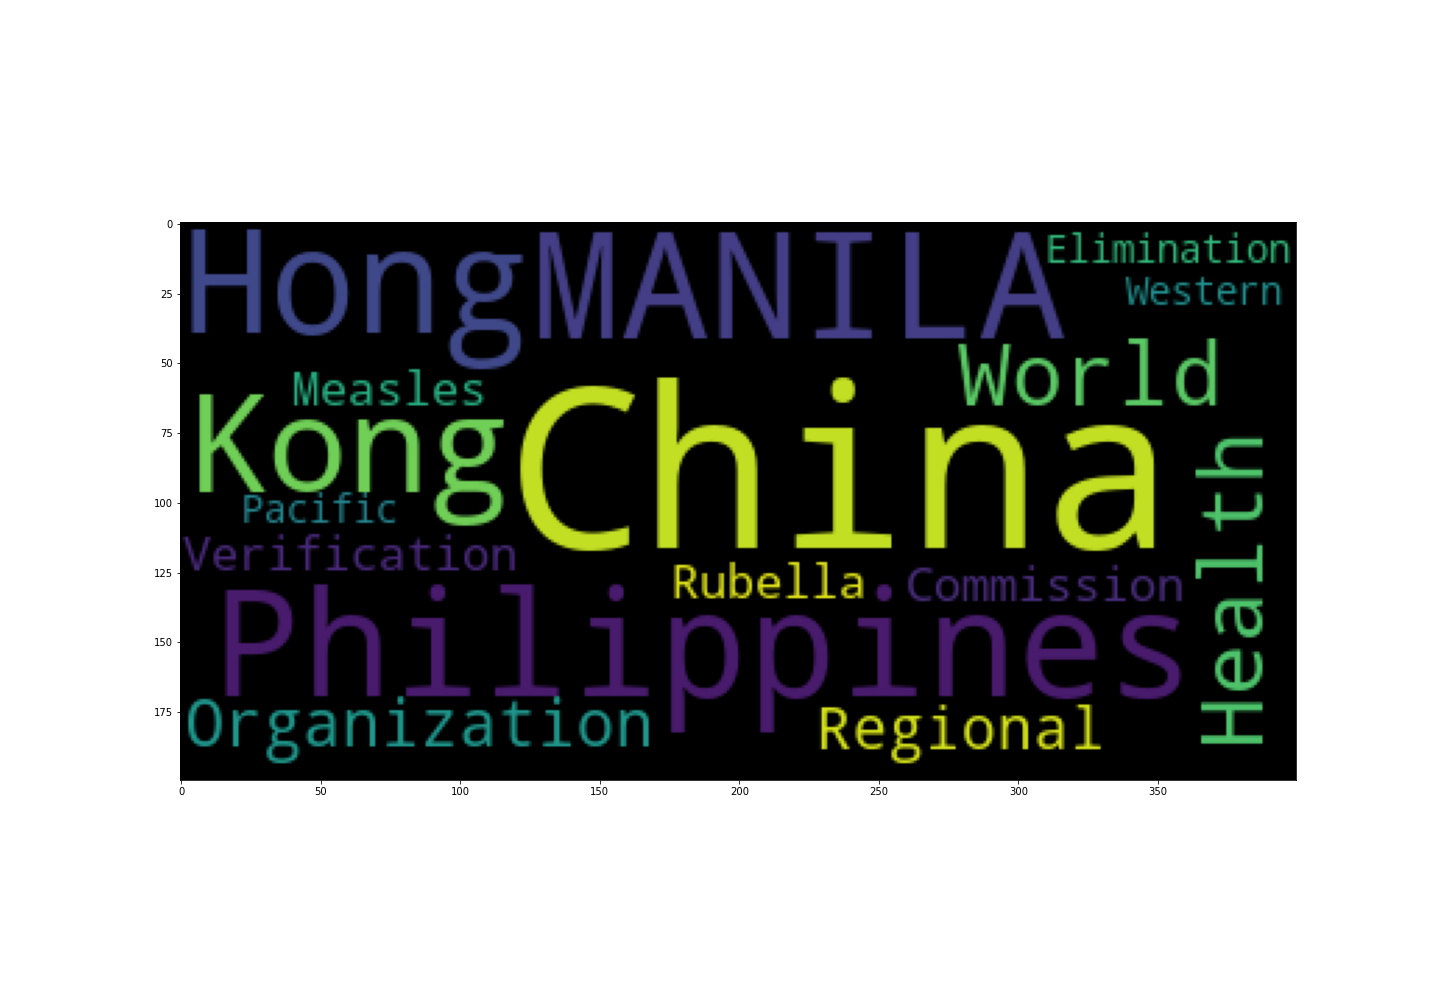 Hong MANILA Elimination
Western
World
Measles
Kong China
Health
Pacific
Verification
Rubella Commission
Philippines
Organization Regional
0
25
50
75
100
125
150
175
0 50 100 150 200 250 300 350